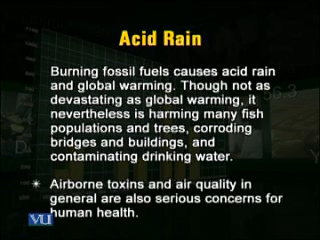 Acid Rain
Burning fossil fuels causes acid rain
and global warming. Though not as
devastating as global warming, it
nevertheless is harming many fish
populations and trees, corroding
bridges and buildings, and
contaminating drinking water.
✴ Airborne toxins and air quality in
general are also serious concerns for
human health.
VU